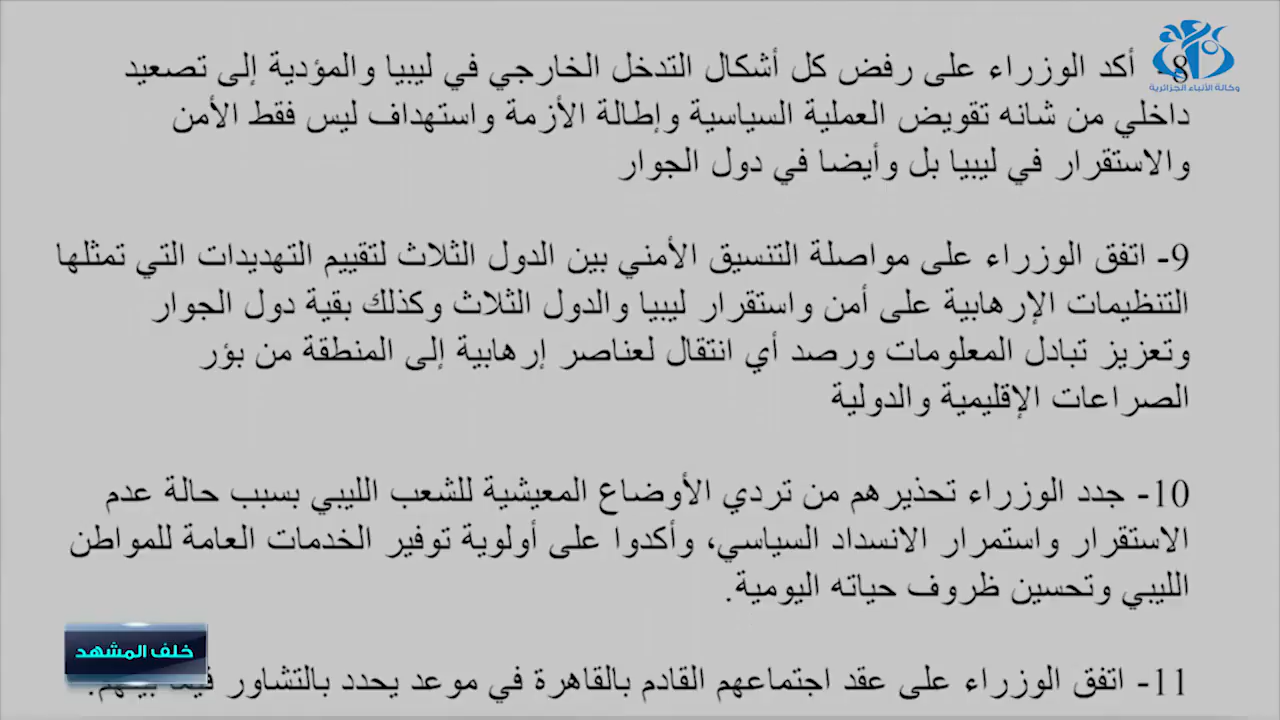 8- أكد الوزراء على رفض كل أشكال التدخل الخارجي في ليبيا والمؤدية إلى تصعيد
داخلي من شانه تقويض العملية السياسية وإطالة الأزمة واستهداف ليس فقط الأمن
والاستقرار في ليبيا بل وأيضا في دول الجوار
وكالة الأنباء الجزائرية
9- اتفق الوزراء على مواصلة التنسيق الأمني بين الدول الثلاث لتقييم التهديدات التي تمثلها
التنظيمات الإرهابية على أمن واستقرار ليبيا والدول الثلاث وكذلك بقية دول الجوار
وتعزيز تبادل المعلومات ورصد أي انتقال لعناصر إرهابية إلى المنطقة من بؤر
الصراعات الإقليمية والدولية
10- جدد الوزراء تحذيرهم من تردي الأوضاع المعيشية للشعب الليبي بسبب حالة عدم
الاستقرار واستمرار الانسداد السياسي، وأكدوا على أولوية توفير الخدمات العامة للمواطن
الليبي وتحسين ظروف حياته اليومية.
خلف المشهد
11- اتفق الوزراء على عقد اجتماعهم القادم بالقاهرة في موعد يحدد بالتشاور فيما بينهم.